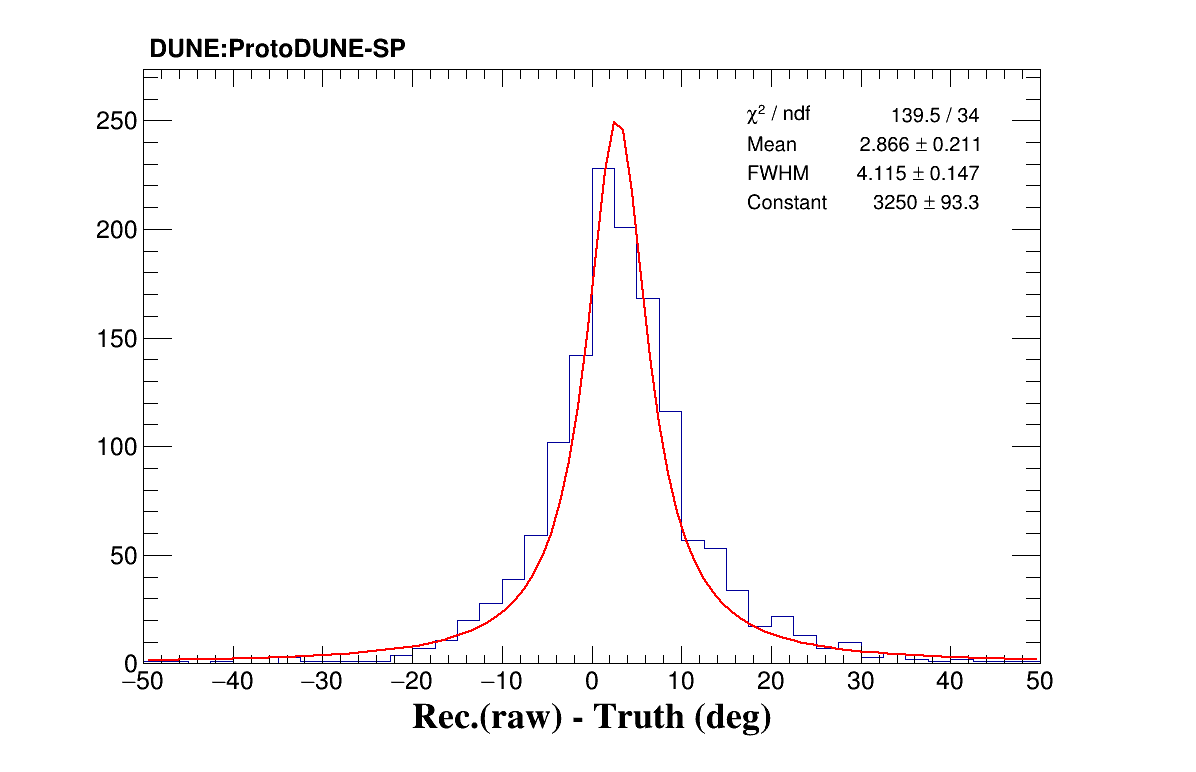 DUNE:ProtoDUNE-SP
χ² / ndf 139.5 / 34
Mean 2.866 ± 0.211
FWHM 4.115 ± 0.147
Constant 3250 ± 93.3
250
200
150
100
50
0
−50 −40 −30 −20 −10 0 10 20 30 40 50
Rec.(raw) - Truth (deg)